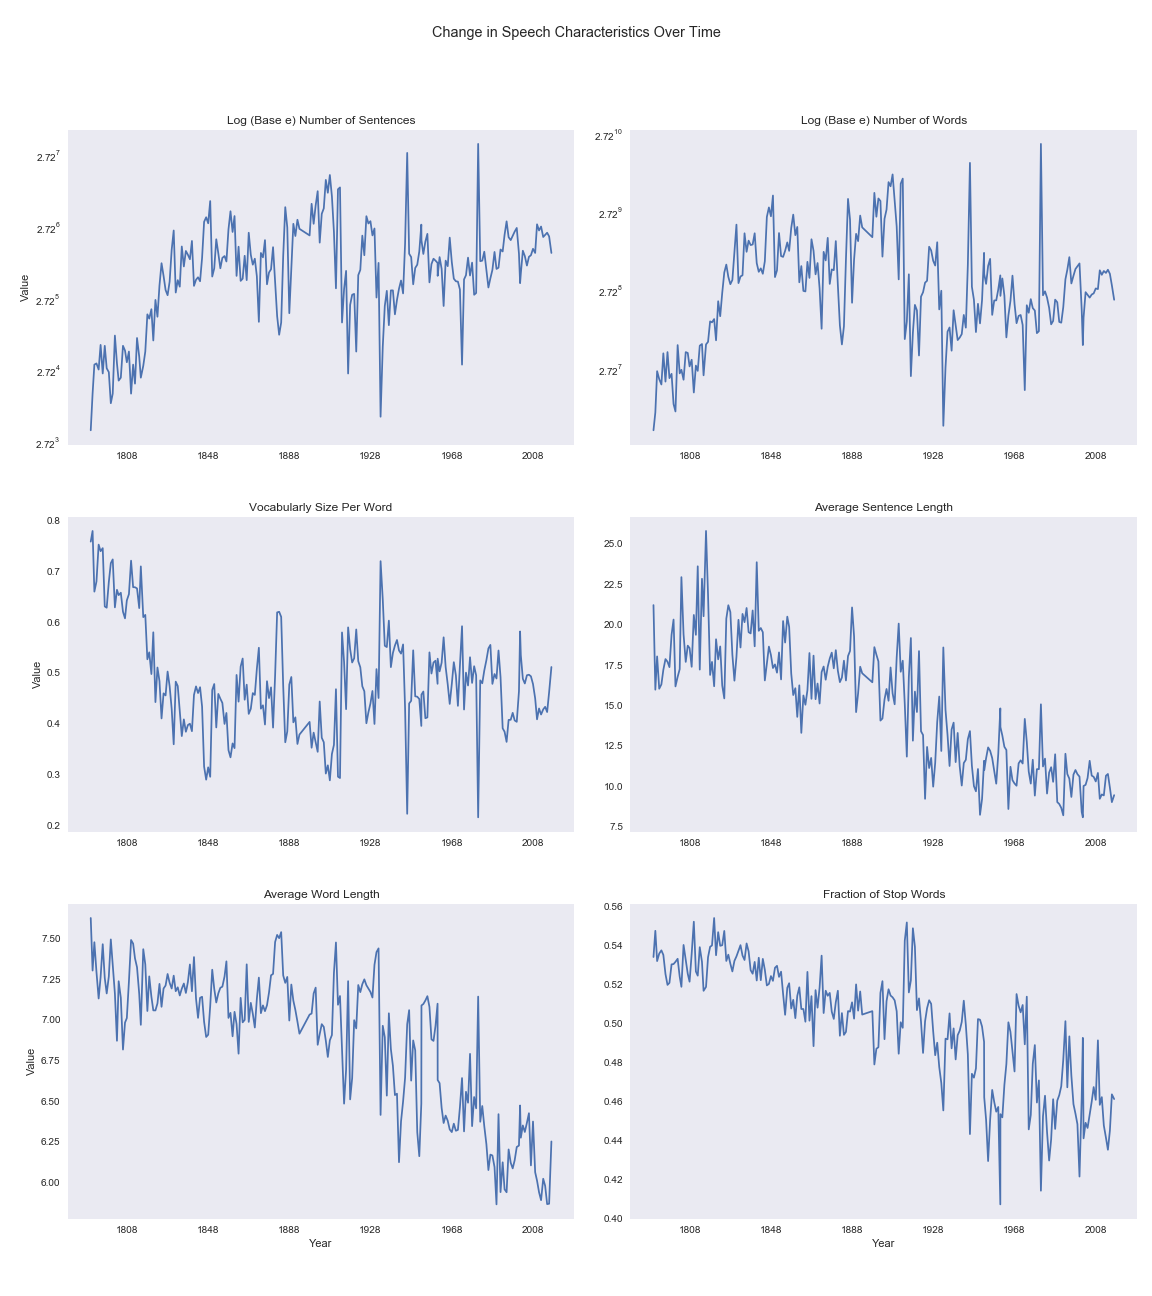 Change in Speech Characteristics Over Time
Log (Base e) Number of Sentences
Log (Base e) Number of Words
2.72^7
2.72^6
2.72^5
2.72^4
2.72^3
Value
1808 1848 1888 1928 1968 2008
2.72^10
2.72^9
2.72^8
2.72^7
1808 1848 1888 1928 1968 2008
Vocabularly Size Per Word
Average Sentence Length
0.8
0.7
0.6
0.5
0.4
0.3
0.2
Value
1808 1848 1888 1928 1968 2008
25.0
22.5
20.0
17.5
15.0
12.5
10.0
7.5
1808 1848 1888 1928 1968 2008
Average Word Length
Fraction of Stop Words
7.50
7.25
7.00
6.75
6.50
6.25
6.00
Value
1808 1848 1888 1928 1968 2008
Year
0.56
0.54
0.52
0.50
0.48
0.46
0.44
0.42
0.40
1808 1848 1888 1928 1968 2008
Year